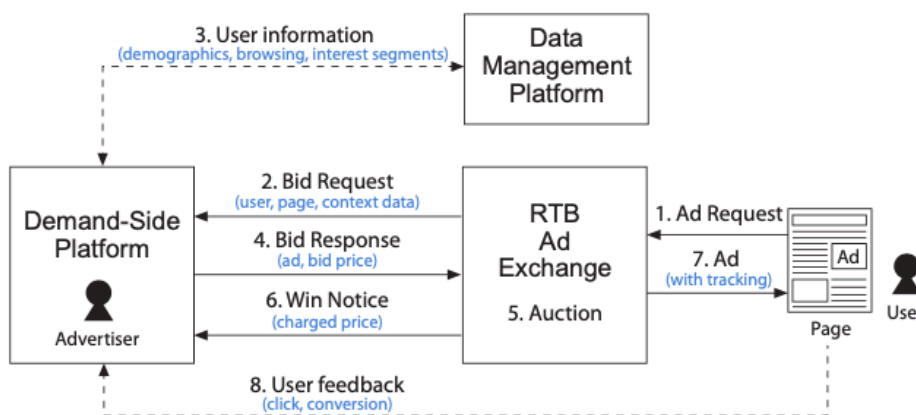 3. User information
(demographics, browsing, interest segments)
Data
Management
Platform
Demand-Side
Platform
Advertiser
2. Bid Request
(user, page, context data)
4. Bid Response
(ad, bid price)
6. Win Notice
(charged price)
RTB
Ad
Exchange
5. Auction
1. Ad Request
7. Ad
(with tracking)
Ad
Page
Use
8. User feedback
(click, conversion)